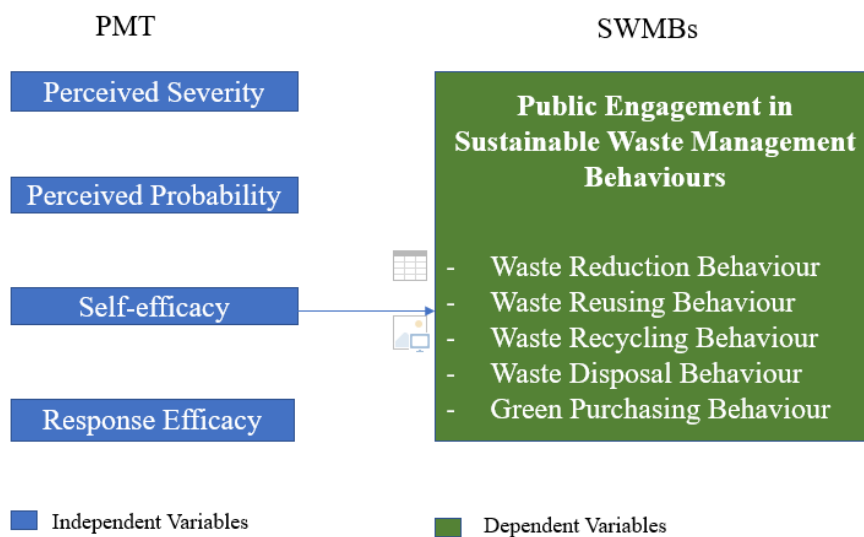 PMT
SWMBs
Perceived Severity
Perceived Probability
Self-efficacy
Response Efficacy
Public Engagement in
Sustainable Waste Management
Behaviours
- Waste Reduction Behaviour
- Waste Reusing Behaviour
- Waste Recycling Behaviour
- Waste Disposal Behaviour
- Green Purchasing Behaviour
Independent Variables
Dependent Variables